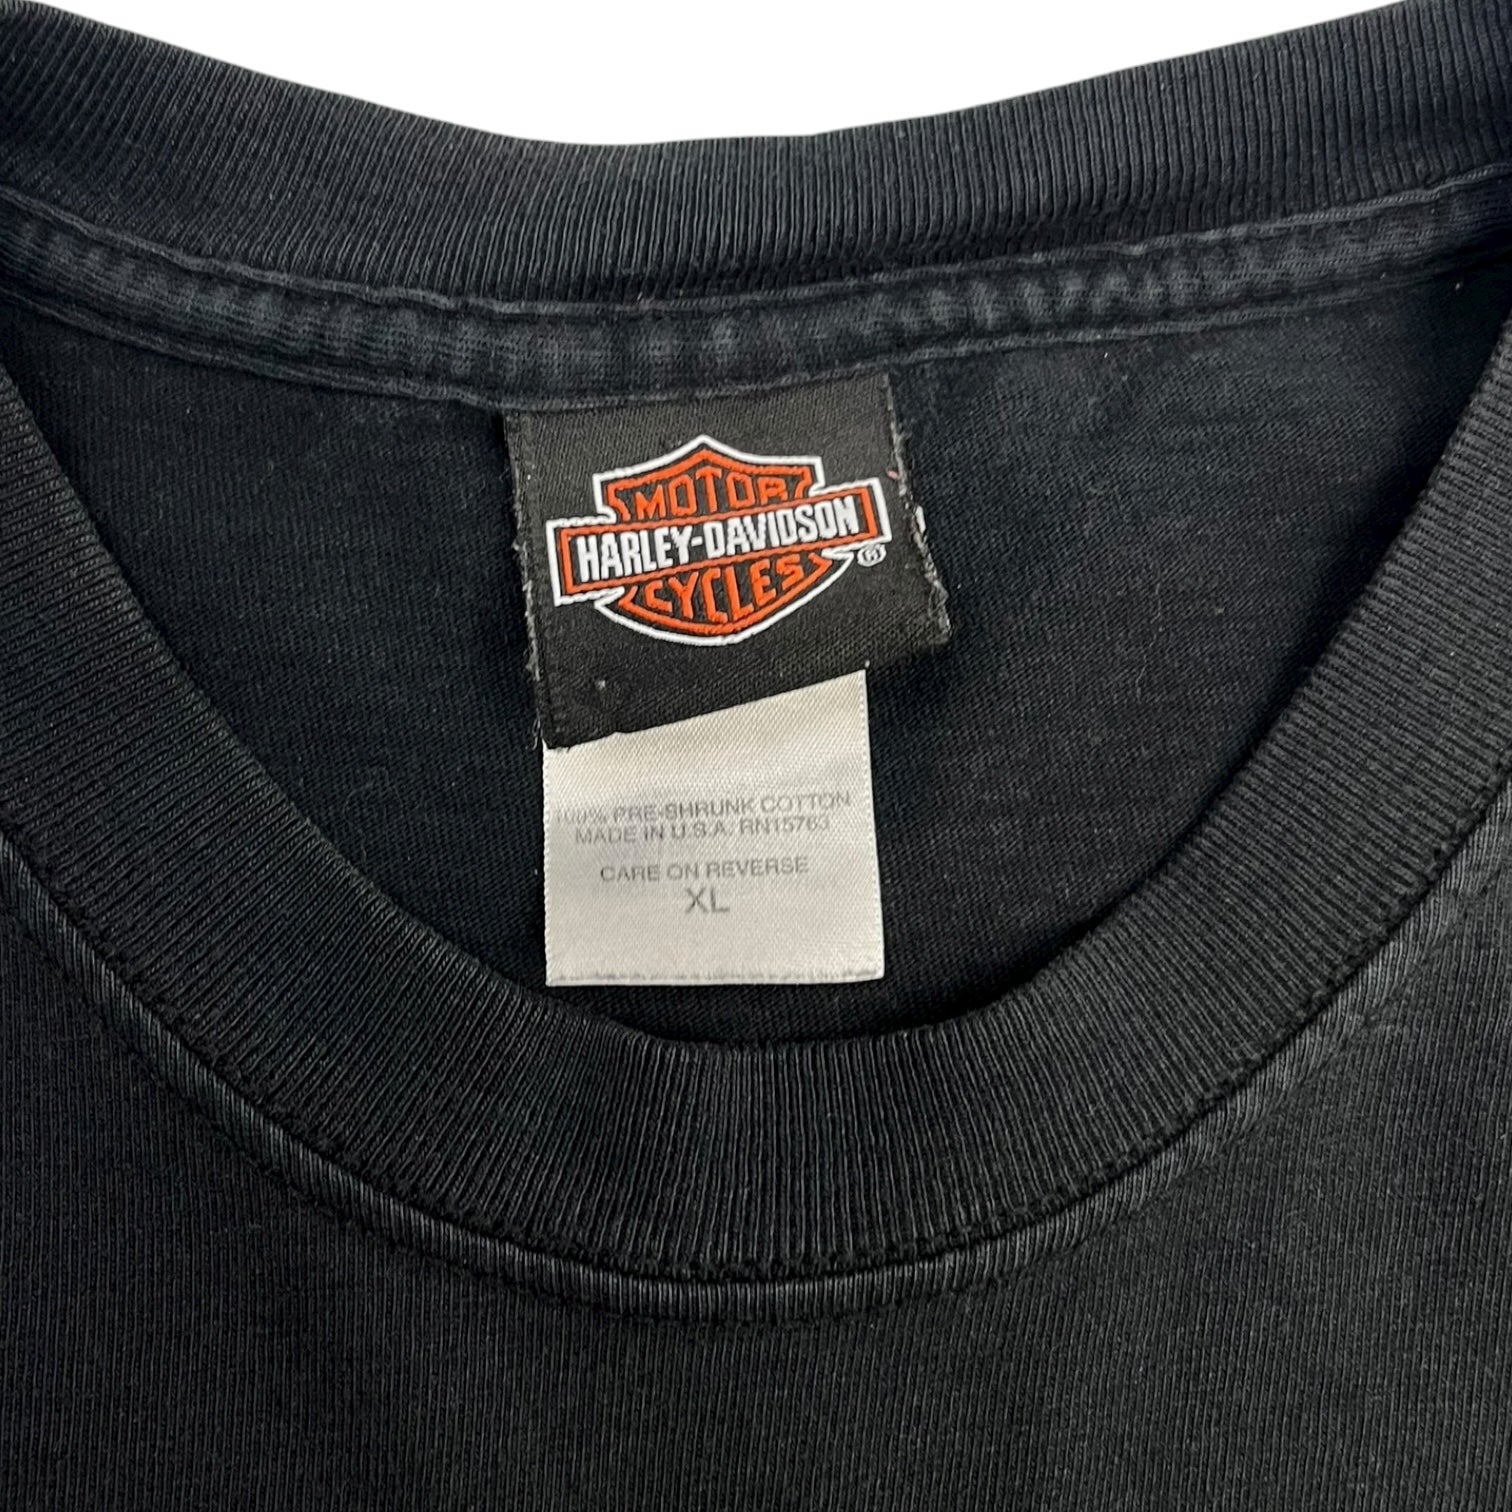 MOTOR
HARLEY-DAVIDSON
CYCLES ®
100% PRE-SHRUNK COTTON
MADE IN U.S.A. RN15763
CARE ON REVERSE
XL